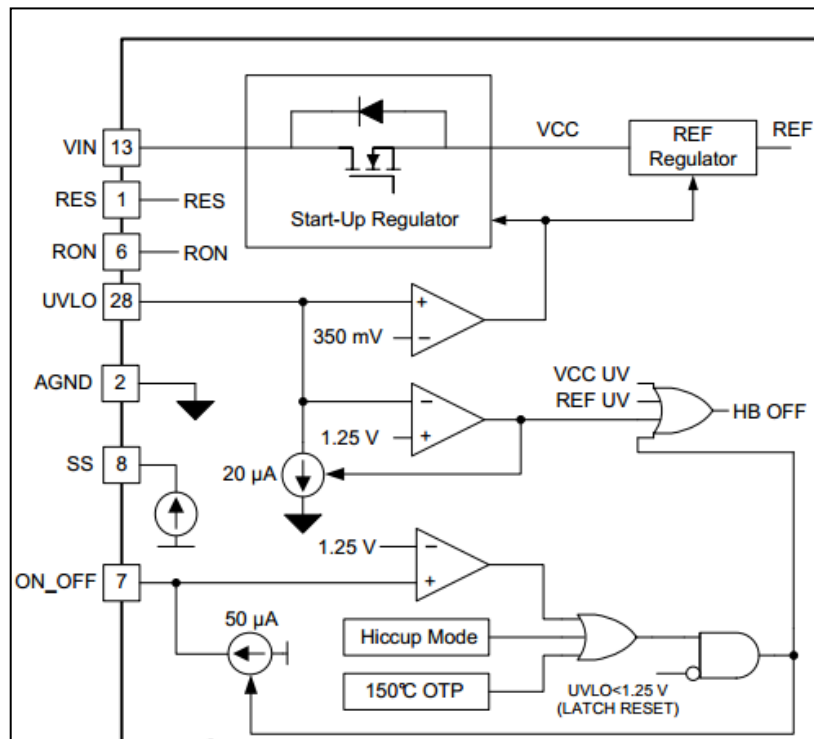 VIN 13
VCC
REF Regulator
REF
RES 1 RES
Start-Up Regulator
RON 6 RON
UVLO 28
+
350 mV −
AGND 2
VCC UV
REF UV
HB OFF
−
1.25 V +
SS 8
20 µA
1.25 V −
ON_OFF 7
+
50 µA
Hiccup Mode
150℃ OTP
UVLO<1.25 V
(LATCH RESET)